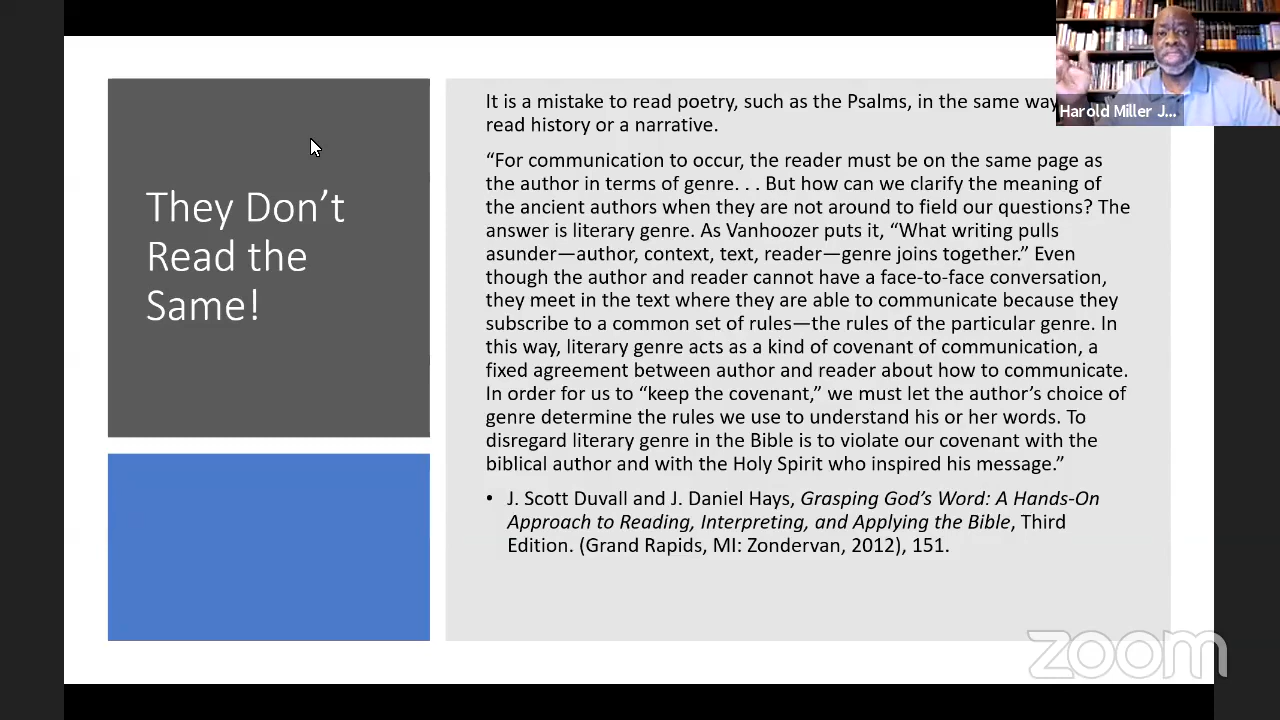 They Don’t
Read the
Same!
It is a mistake to read poetry, such as the Psalms, in the same way
read history or a narrative.
“For communication to occur, the reader must be on the same page as
the author in terms of genre. . . But how can we clarify the meaning of
the ancient authors when they are not around to field our questions? The
answer is literary genre. As Vanhoozer puts it, “What writing pulls
asunder—author, context, text, reader—genre joins together.” Even
though the author and reader cannot have a face-to-face conversation,
they meet in the text where they are able to communicate because they
subscribe to a common set of rules—the rules of the particular genre. In
this way, literary genre acts as a kind of covenant of communication, a
fixed agreement between author and reader about how to communicate.
In order for us to “keep the covenant,” we must let the author’s choice of
genre determine the rules we use to understand his or her words. To
disregard literary genre in the Bible is to violate our covenant with the
biblical author and with the Holy Spirit who inspired his message.”
• J. Scott Duvall and J. Daniel Hays, Grasping God’s Word: A Hands-On
Approach to Reading, Interpreting, and Applying the Bible, Third
Edition. (Grand Rapids, MI: Zondervan, 2012), 151.
Harold Miller J...
zoom